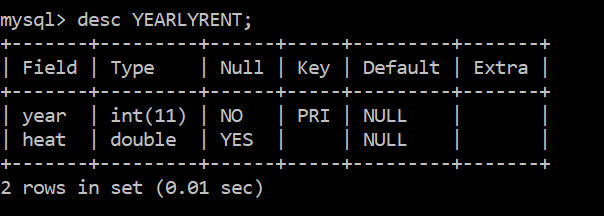 mysql> desc YEARLYRENT;
+-------+---------+------+-----+---------+-------+
| Field | Type    | Null | Key | Default | Extra |
+-------+---------+------+-----+---------+-------+
| year  | int(11) | NO   | PRI | NULL    |       |
| heat  | double  | YES  |     | NULL    |       |
+-------+---------+------+-----+---------+-------+
2 rows in set (0.01 sec)